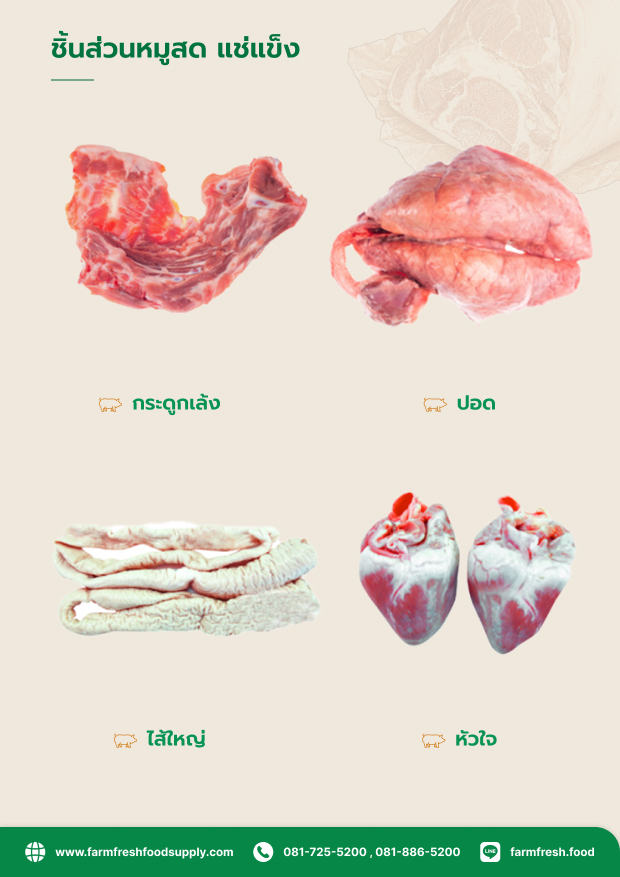 ชิ้นส่วนหมูสด แช่แข็ง
กระดูกเล้ง
ปอด
ไส้ใหญ่
หัวใจ
www.farmfreshfoodsupply.com
081-725-5200 , 081-886-5200
LINE
farmfresh.food